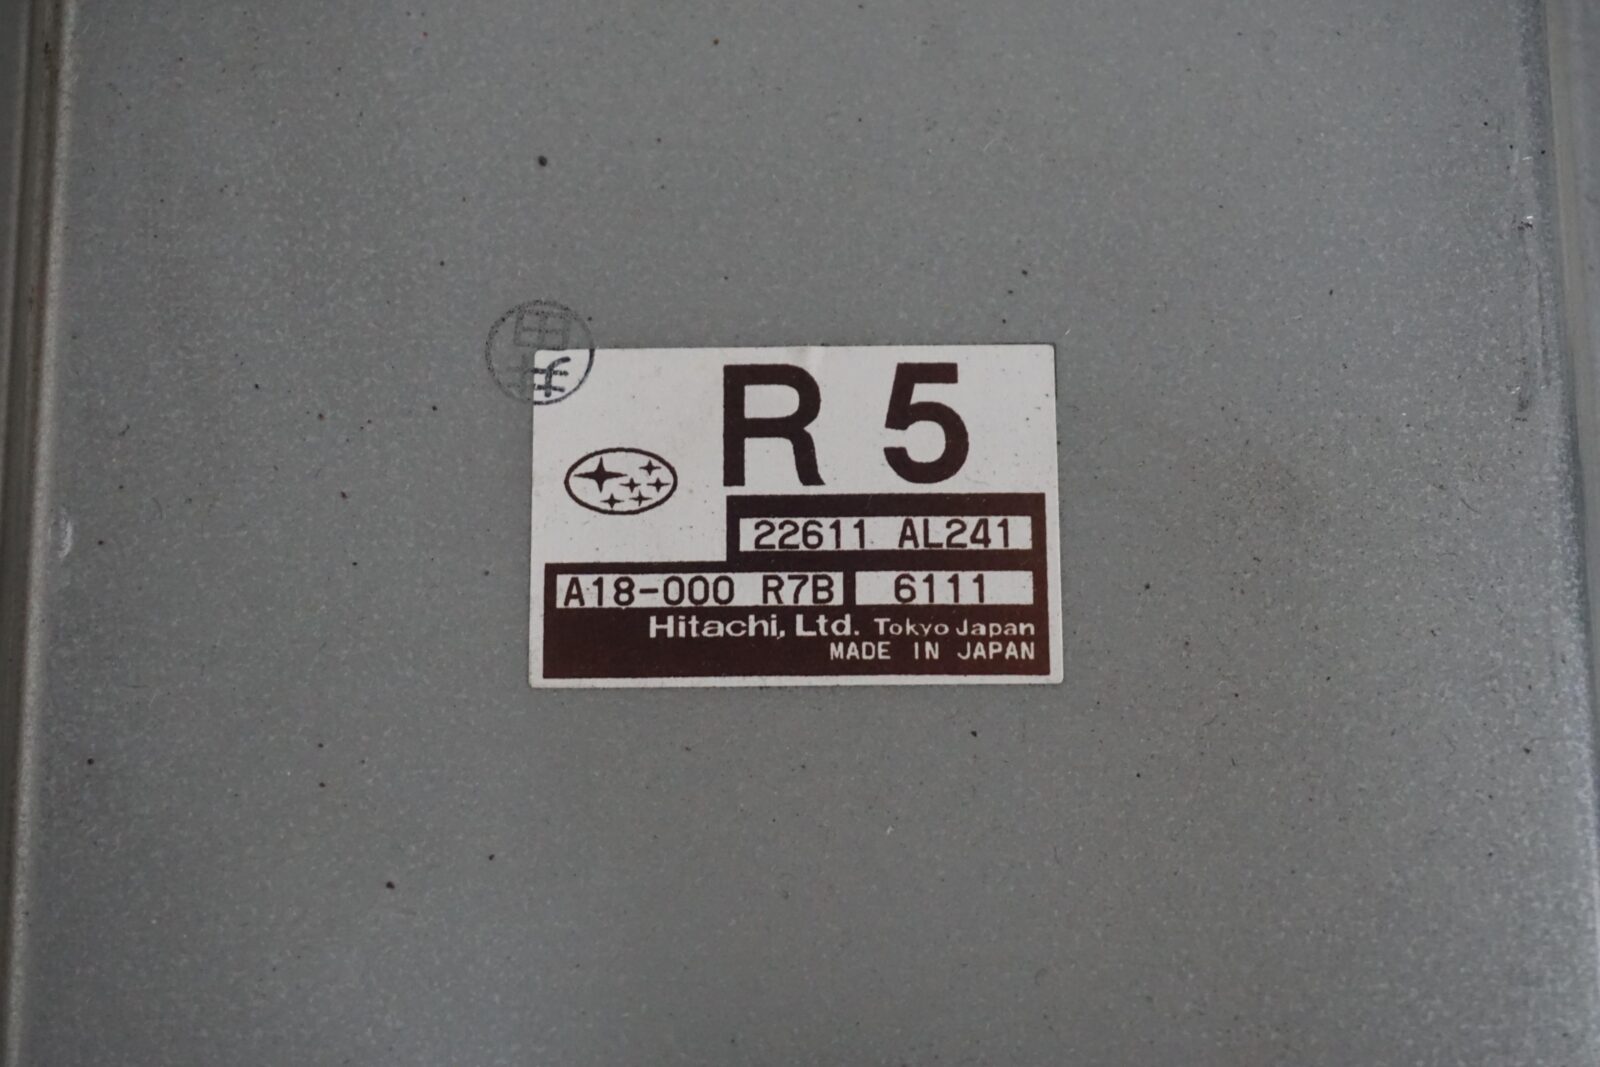 R 5
22611 AL241
A18-000 R7B 6111
Hitachi, Ltd. Tokyo Japan
MADE IN JAPAN